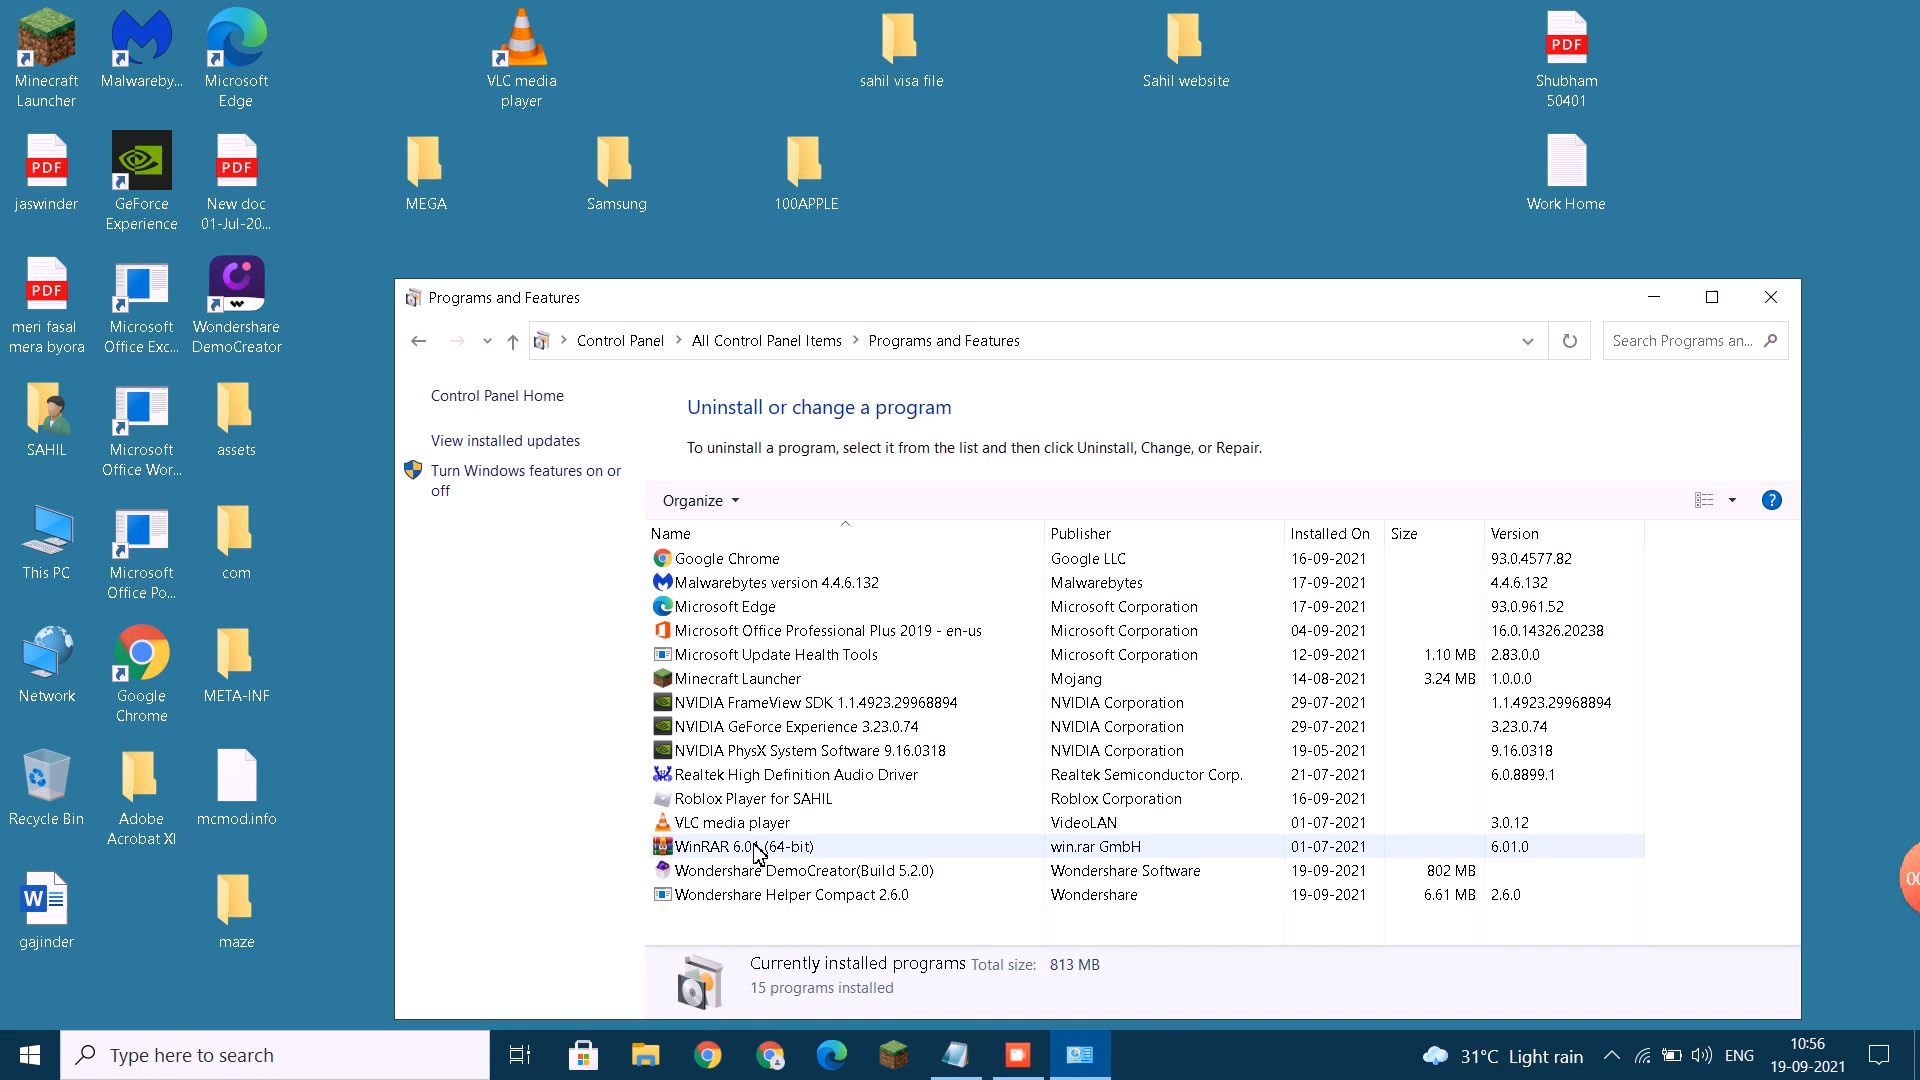 Minecraft Launcher
Malwareby...
Microsoft Edge
VLC media player
sahil visa file
Sahil website
PDF
Shubham 50401
PDF
jaswinder
GeForce Experience
PDF
New doc 01-Jul-20...
MEGA
Samsung
100APPLE
Work Home
PDF
meri fasal mera byora
Microsoft Office Exc...
Wondershare DemoCreator
SAHIL
Microsoft Office Wor...
assets
This PC
Microsoft Office Po...
com
Network
Google Chrome
META-INF
Recycle Bin
Adobe Acrobat XI
mcmod.info
gajinder
maze
Programs and Features
Control Panel > All Control Panel Items > Programs and Features
Search Programs an...
Control Panel Home
View installed updates
Turn Windows features on or off
Uninstall or change a program
To uninstall a program, select it from the list and then click Uninstall, Change, or Repair.
Organize
Name Publisher Installed On Size Version
Google Chrome Google LLC 16-09-2021 93.0.4577.82
Malwarebytes version 4.4.6.132 Malwarebytes 17-09-2021 4.4.6.132
Microsoft Edge Microsoft Corporation 17-09-2021 93.0.961.52
Microsoft Office Professional Plus 2019 - en-us Microsoft Corporation 04-09-2021 16.0.14326.20238
Microsoft Update Health Tools Microsoft Corporation 12-09-2021 1.10 MB 2.83.0.0
Minecraft Launcher Mojang 14-08-2021 3.24 MB 1.0.0.0
NVIDIA FrameView SDK 1.1.4923.29968894 NVIDIA Corporation 29-07-2021 1.1.4923.29968894
NVIDIA GeForce Experience 3.23.0.74 NVIDIA Corporation 29-07-2021 3.23.0.74
NVIDIA PhysX System Software 9.16.0318 NVIDIA Corporation 19-05-2021 9.16.0318
Realtek High Definition Audio Driver Realtek Semiconductor Corp. 21-07-2021 6.0.8899.1
Roblox Player for SAHIL Roblox Corporation 16-09-2021
VLC media player VideoLAN 01-07-2021 3.0.12
WinRAR (64-bit) win.rar GmbH 01-07-2021 6.01.0
Wondershare DemoCreator(Build 5.2.0) Wondershare Software 19-09-2021 802 MB
Wondershare Helper Compact 2.6.0 Wondershare 19-09-2021 6.61 MB 2.6.0
Currently installed programs Total size: 813 MB
15 programs installed
Type here to search
31°C Light rain
ENG
10:56
19-09-2021